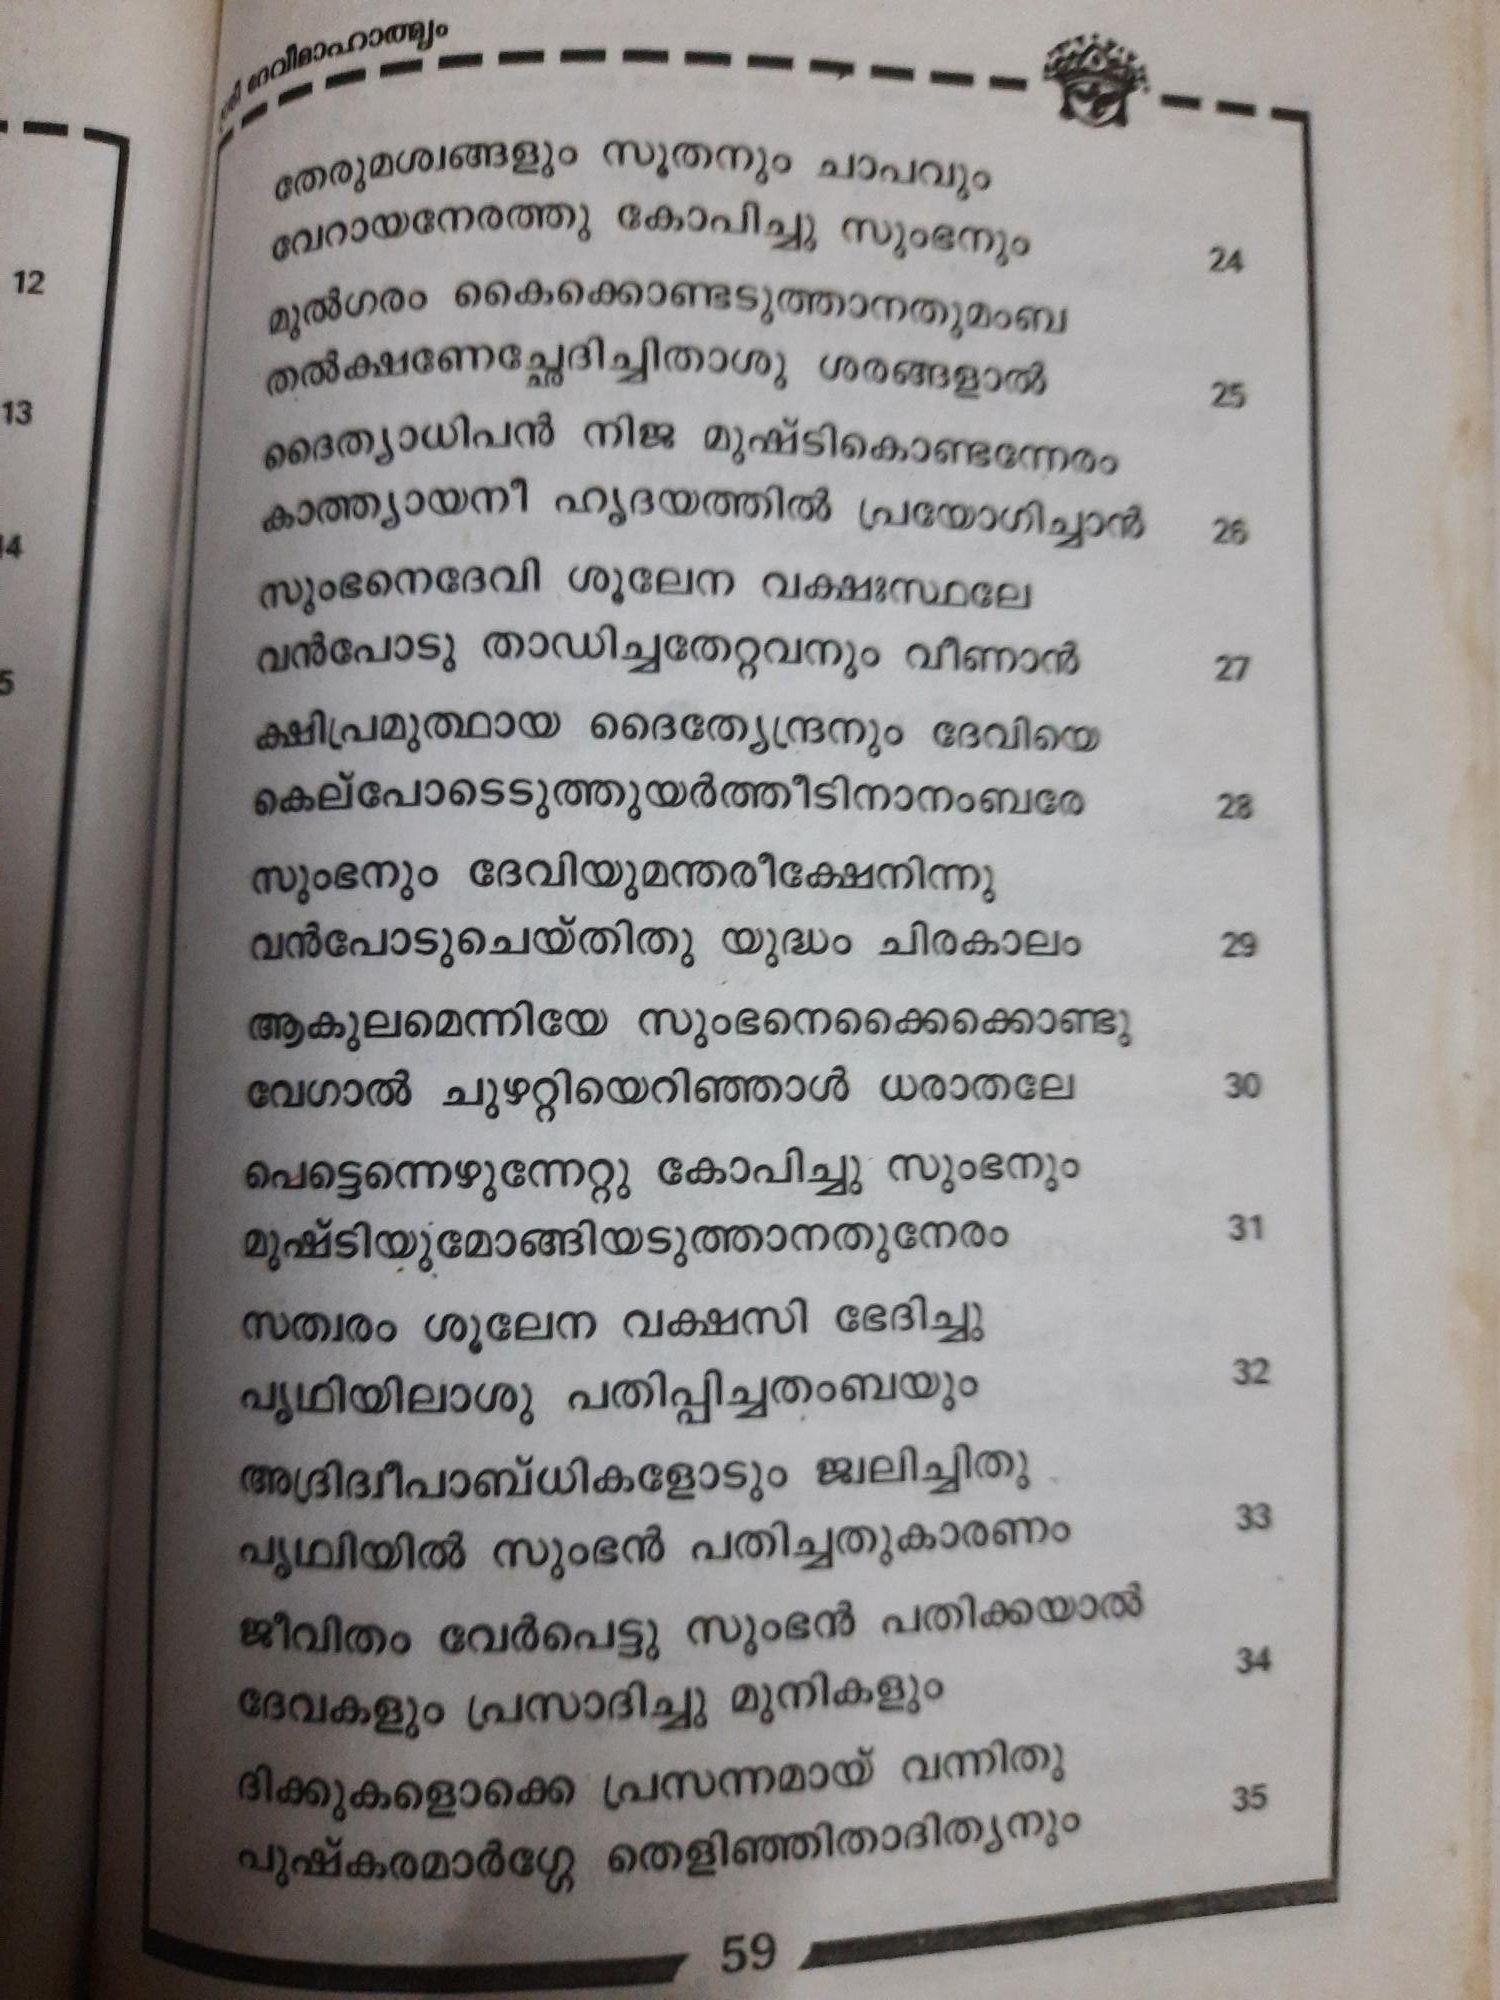 ദേവീമാഹാത്മ്യം
തേരുമശ്വങ്ങളും സൂതനും ചാപവും
വേറായനേരത്തു കോപിച്ചു സുംഭനും 24
മുൽഗരം കൈക്കൊണ്ടടുത്താനതുമംബ
തൽക്ഷണേച്ഛേദിച്ചിതാശു ശരങ്ങളാൽ 25
ദൈത്യാധിപൻ നിജ മുഷ്ടികൊണ്ടന്നേരം
കാത്ത്യായനീ ഹൃദയത്തിൽ പ്രയോഗിച്ചാൻ 26
സുംഭനെദേവി ശൂലേന വക്ഷഃസ്ഥലേ
വൻപോടു താഡിച്ചതേറ്റവനും വീണാൻ 27
ക്ഷിപ്രമുത്ഥായ ദൈത്യേന്ദ്രനും ദേവിയെ
കെല്പോടെടുത്തുയർത്തീടിനാനംബരേ 28
സുംഭനും ദേവിയുമന്തരീക്ഷേനിന്നു
വൻപോടുചെയ്തിതു യുദ്ധം ചിരകാലം 29
ആകുലമെന്നിയേ സുംഭനെക്കൈക്കൊണ്ടു
വേഗാൽ ചുഴറ്റിയെറിഞ്ഞാൾ ധരാതലേ 30
പെട്ടെന്നെഴുന്നേറ്റു കോപിച്ചു സുംഭനും
മുഷ്ടിയുമോങ്ങിയടുത്താനതുനേരം 31
സത്വരം ശൂലേന വക്ഷസി ഭേദിച്ചു
പൃഥിയിലാശു പതിപ്പിച്ചതംബയും 32
അദ്രിദ്വീപാബ്ധികളോടും ജ്വലിച്ചിതു
പൃഥ്വിയിൽ സുംഭൻ പതിച്ചതുകാരണം 33
ജീവിതം വേർപെട്ടു സുംഭൻ പതിക്കയാൽ
ദേവകളും പ്രസാദിച്ചു മുനികളും 34
ദിക്കുകളൊക്കെ പ്രസന്നമായ് വന്നിതു
പുഷ്കരമാർഗ്ഗേ തെളിഞ്ഞിതാദിത്യനും 35
59
12
13